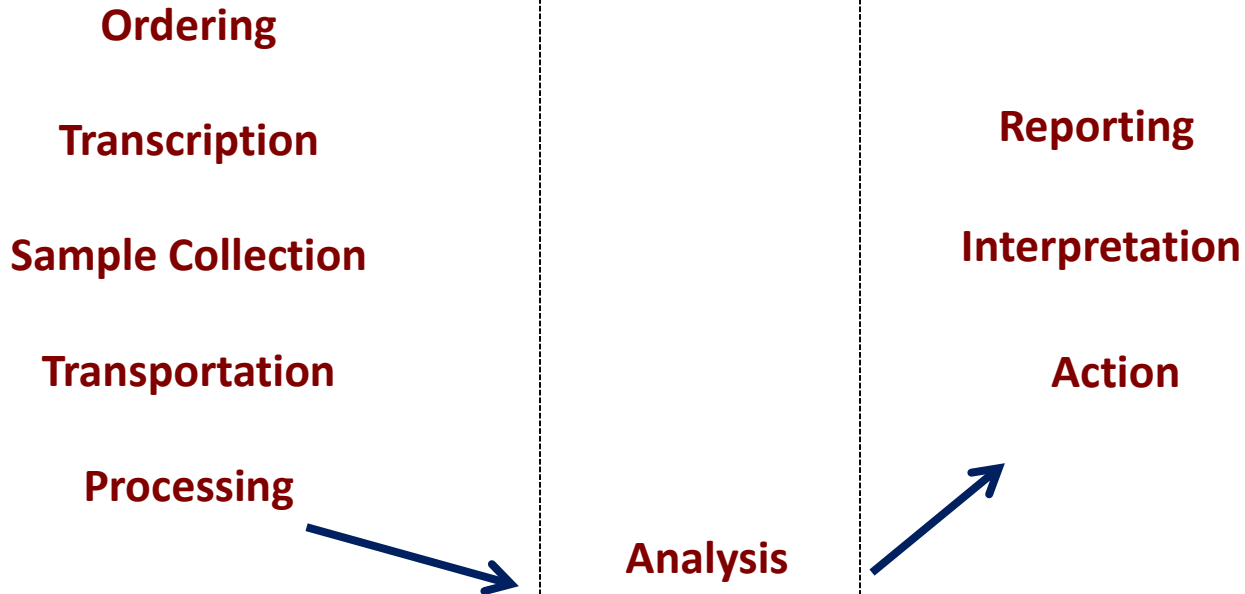 Ordering
Transcription
Sample Collection
Transportation
Processing
Analysis
Reporting
Interpretation
Action